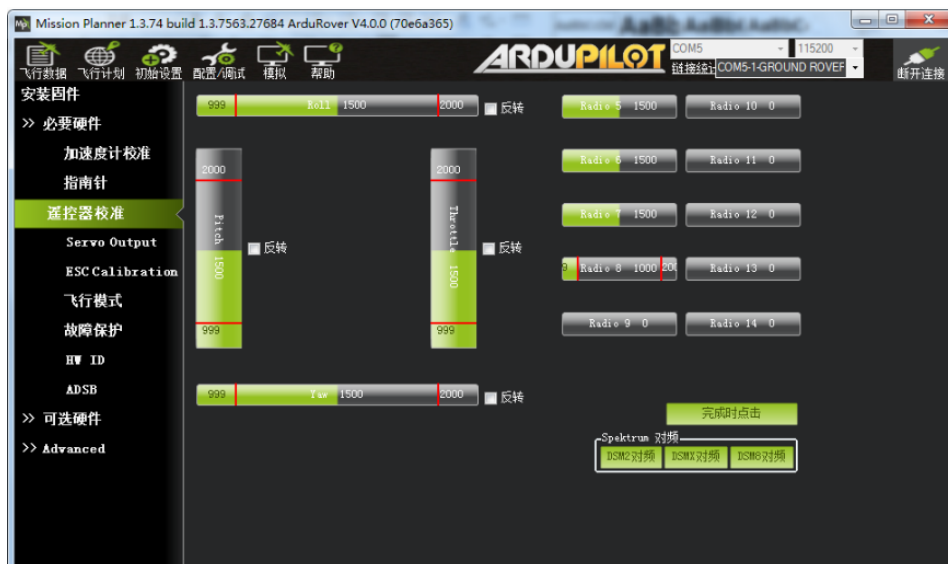 Mission Planner 1.3.74 build 1.3.7563.27684 ArduRover V4.0.0 (70e6a365)
飞行数据 飞行计划 初始设置 配置/调试 模拟 帮助
ARDUPILOT
COM5 115200
链接统计 COM5-1-GROUND ROVEF
断开连接
安装固件
>> 必要硬件
加速度计校准
指南针
遥控器校准
Servo Output
ESC Calibration
飞行模式
故障保护
HW ID
ADSB
>> 可选硬件
>> Advanced
999 Roll 1500 2000 反转
2000 Pitch 1500 999 反转
2000 Throttle 1500 999 反转
999 Yaw 1500 2000 反转
Radio 5 1500 Radio 10 0
Radio 6 1500 Radio 11 0
Radio 7 1500 Radio 12 0
9 Radio 8 1000 200 Radio 13 0
Radio 9 0 Radio 14 0
完成时点击
Spektrum 对频
DSM2对频 DSMX对频 DSM8对频